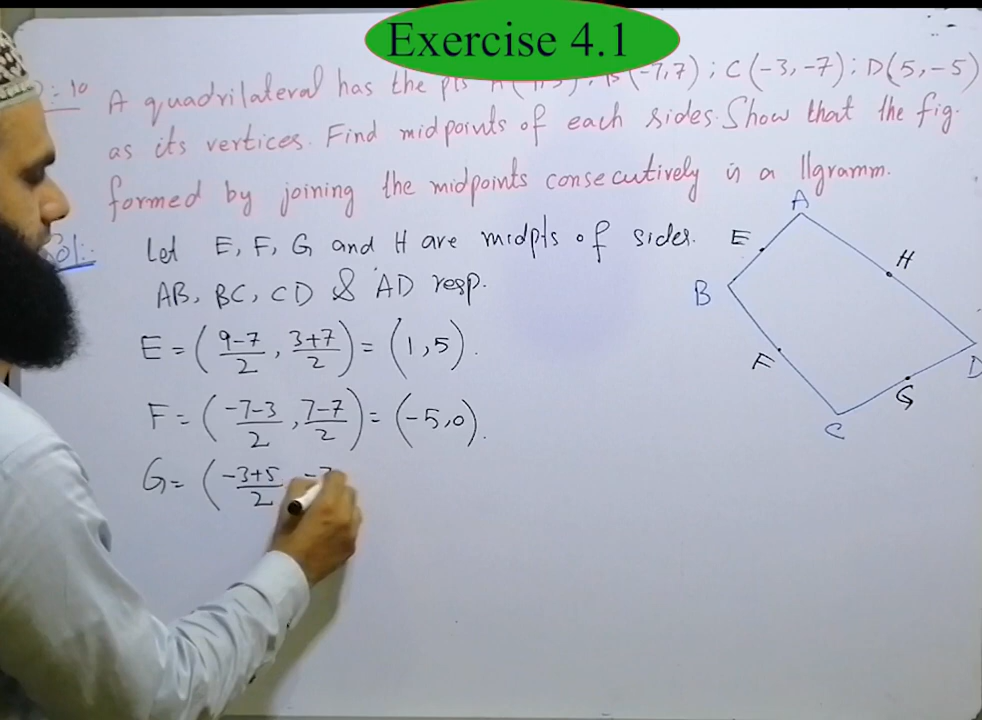 Exercise 4.1
:- 10 A quadrilateral has the pts (-7,7) ; C(-3,-7) ; D(5,-5)
as its vertices. Find midpoints of each sides. Show that the fig.
formed by joining the midpoints consecutively is a ||gramm.
Sol:- Let E, F, G and H are midpts of sides.
AB, BC, CD & AD resp.
E = ( 9-7/2 , 3+7/2 ) = (1,5).
F = ( -7-3/2 , 7-7/2 ) = (-5,0).
G = ( -3+5/2
A
E
H
B
F
D
G
C